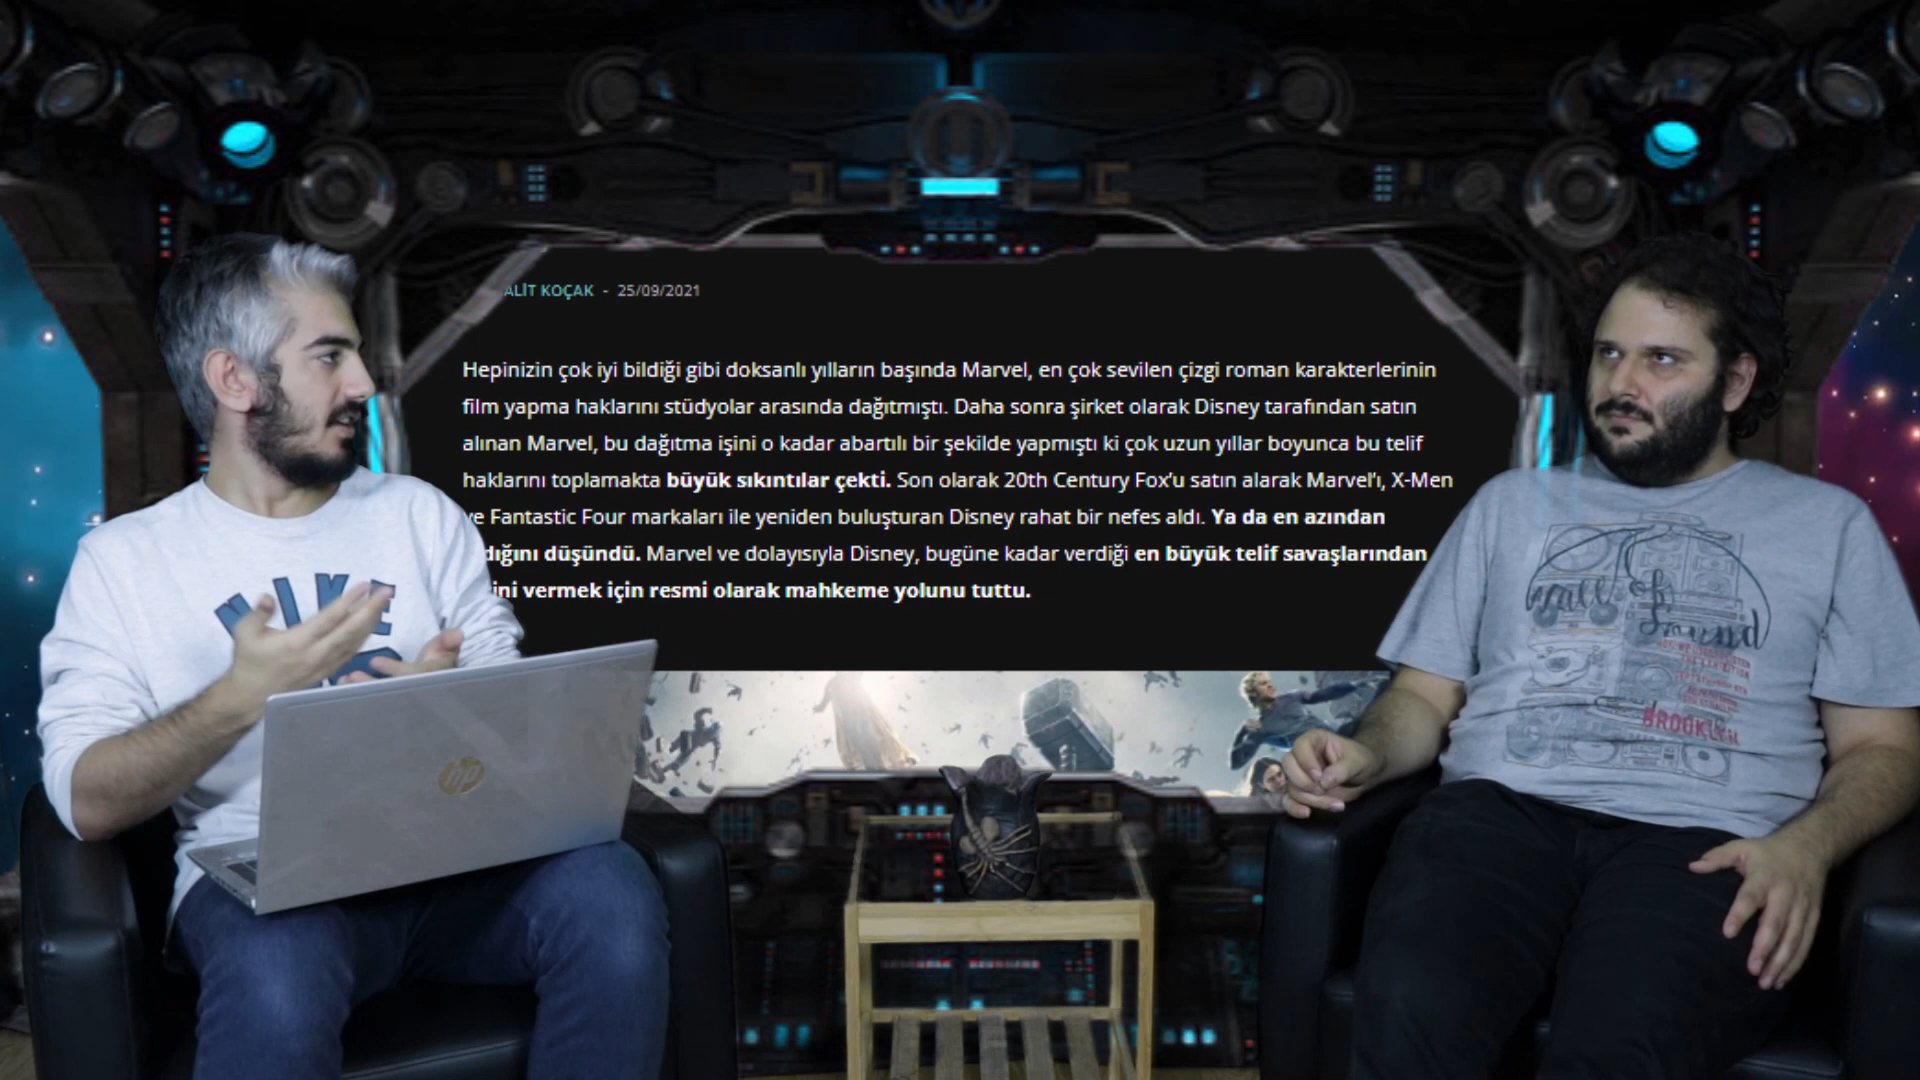 ALİT KOÇAK - 25/09/2021
Hepinizin çok iyi bildiği gibi doksanlı yılların başında Marvel, en çok sevilen çizgi roman karakterlerinin
film yapma haklarını stüdyolar arasında dağıtmıştı. Daha sonra şirket olarak Disney tarafından satın
alınan Marvel, bu dağıtma işini o kadar abartılı bir şekilde yapmıştı ki çok uzun yıllar boyunca bu telif
haklarını toplamakta büyük sıkıntılar çekti. Son olarak 20th Century Fox'u satın alarak Marvel'ı, X-Men
ve Fantastic Four markaları ile yeniden buluşturan Disney rahat bir nefes aldı. Ya da en azından
dığını düşündü. Marvel ve dolayısıyla Disney, bugüne kadar verdiği en büyük telif savaşlarından
ini vermek için resmi olarak mahkeme yolunu tuttu.
NIKE
hp
wall of
Sound
BROOKLYN